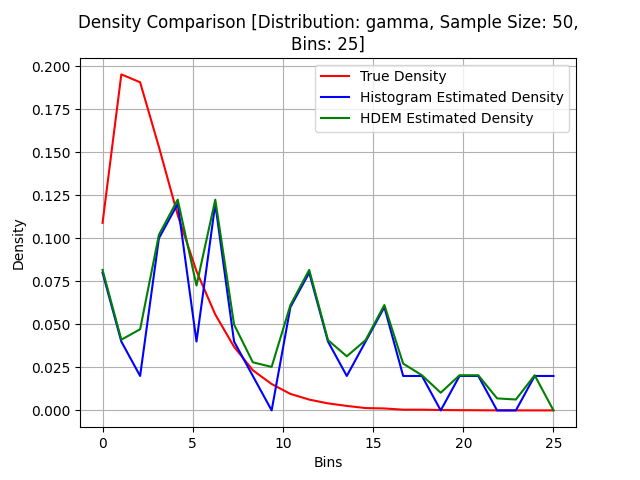 Density Comparison [Distribution: gamma, Sample Size: 50,
Bins: 25]
True Density
Histogram Estimated Density
HDEM Estimated Density
Density
0.200
0.175
0.150
0.125
0.100
0.075
0.050
0.025
0.000
0 5 10 15 20 25
Bins